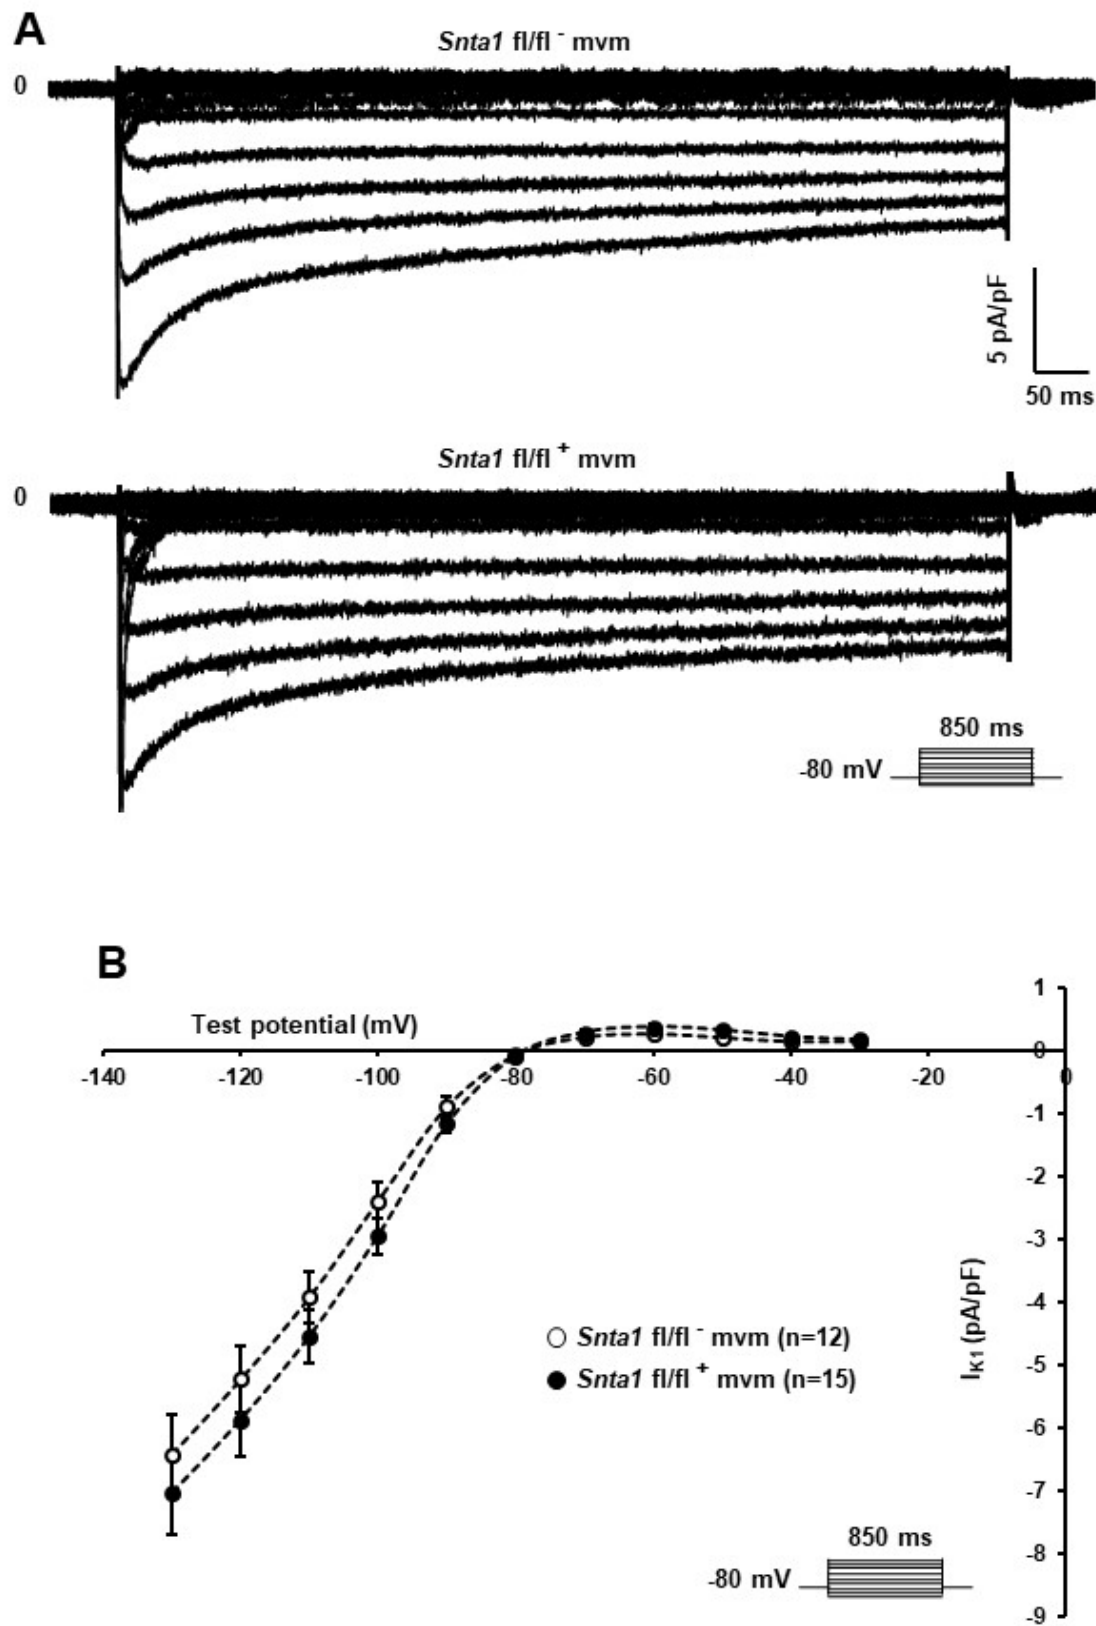 A
Snta1 fl/fl - mvm
0
5 pA/pF
50 ms
Snta1 fl/fl + mvm
0
850 ms
-80 mV
B
1
Test potential (mV)
0
-140 -120 -100 -80 -60 -40 -20 0
-1
-2
-3
-4
-5
-6
-7
-8
-9
IK1 (pA/pF)
Snta1 fl/fl - mvm (n=12)
Snta1 fl/fl + mvm (n=15)
850 ms
-80 mV